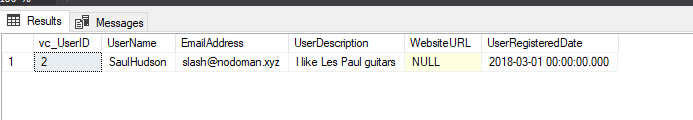 Results Messages
vc_UserID UserName EmailAddress UserDescription WebsiteURL UserRegisteredDate
1 2 SaulHudson slash@nodoman.xyz I like Les Paul guitars NULL 2018-03-01 00:00:00.000